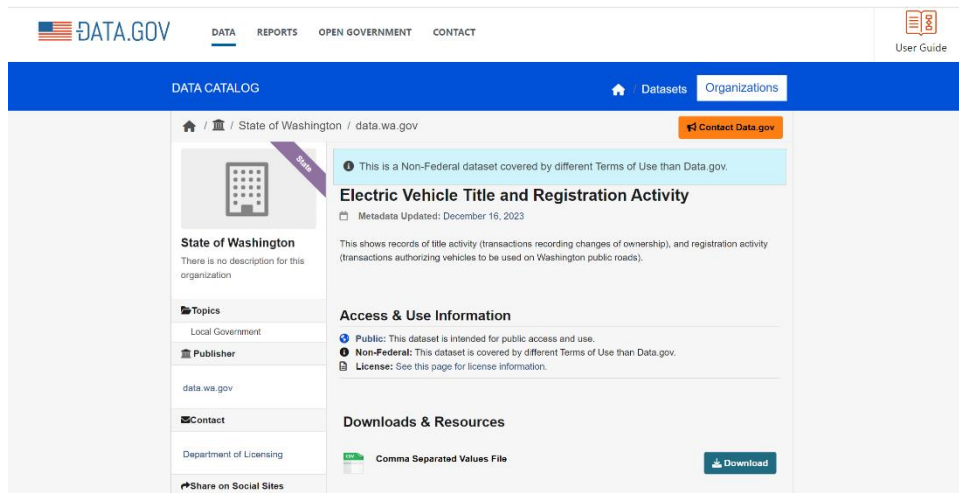 DATA.GOV
DATA REPORTS OPEN GOVERNMENT CONTACT
User Guide
DATA CATALOG
/ Datasets Organizations
/ / State of Washington / data.wa.gov
Contact Data.gov
State
This is a Non-Federal dataset covered by different Terms of Use than Data.gov.
Electric Vehicle Title and Registration Activity
Metadata Updated: December 16, 2023
State of Washington
There is no description for this
organization
This shows records of title activity (transactions recording changes of ownership), and registration activity
(transactions authorizing vehicles to be used on Washington public roads).
Topics
Local Government
Publisher
data.wa.gov
Contact
Department of Licensing
Share on Social Sites
Access & Use Information
Public: This dataset is intended for public access and use.
Non-Federal: This dataset is covered by different Terms of Use than Data.gov.
License: See this page for license information.
Downloads & Resources
CSV
Comma Separated Values File
Download